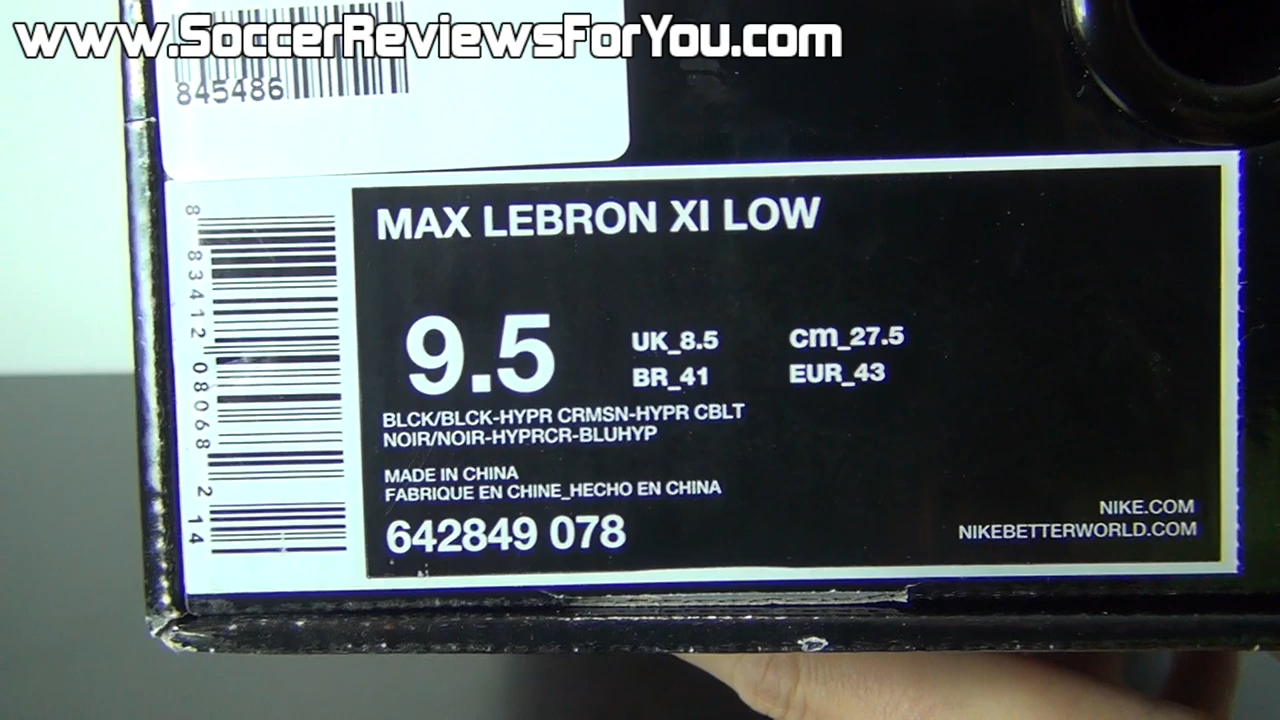 www.SoccerReviewsForYou.com
845486
8 83412 08068 2 14
MAX LEBRON XI LOW
9.5
UK_8.5 cm_27.5
BR_41 EUR_43
BLCK/BLCK-HYPR CRMSN-HYPR CBLT
NOIR/NOIR-HYPRCR-BLUHYP
MADE IN CHINA
FABRIQUE EN CHINE_HECHO EN CHINA
642849 078
NIKE.COM
NIKEBETTERWORLD.COM